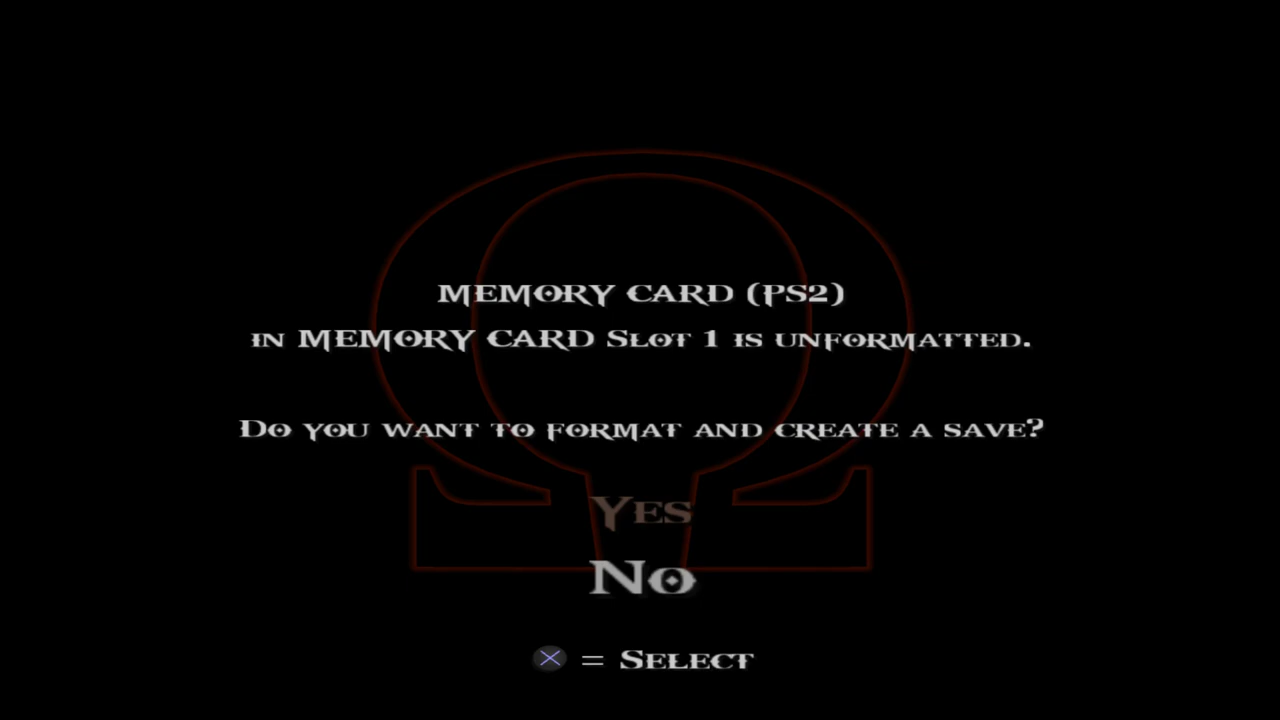 MEMORY CARD (PS2)
in MEMORY CARD Slot 1 is unformatted.
Do you want to format and create a save?
Yes
No
= Select